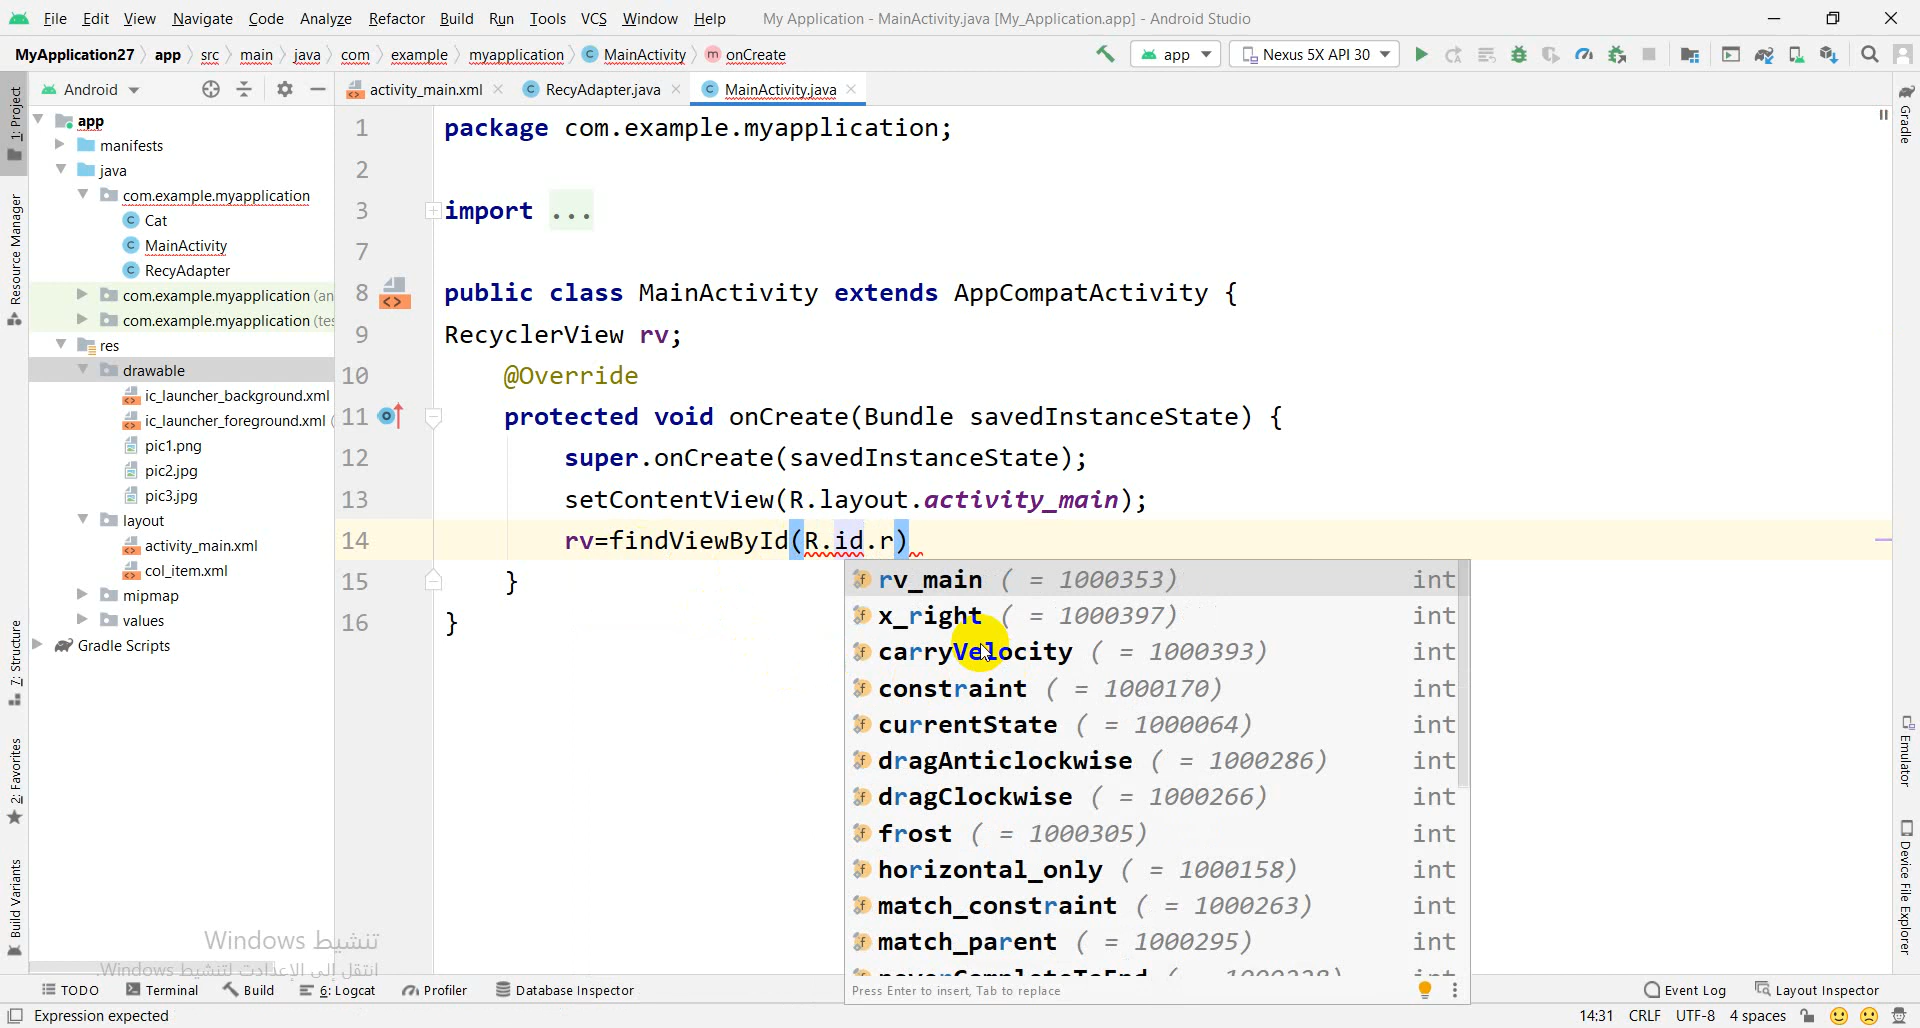 File Edit View Navigate Code Analyze Refactor Build Run Tools VCS Window Help My Application - MainActivity.java [My_Application.app] - Android Studio
MyApplication27 app src main java com example myapplication MainActivity onCreate app Nexus 5X API 30
Android activity_main.xml RecyAdapter.java MainActivity.java
1: Project
Resource Manager
7: Structure
2: Favorites
Build Variants
app
manifests
java
com.example.myapplication
Cat
MainActivity
RecyAdapter
com.example.myapplication (an
com.example.myapplication (tes
res
drawable
ic_launcher_background.xml
ic_launcher_foreground.xml (
pic1.png
pic2.jpg
pic3.jpg
layout
activity_main.xml
col_item.xml
mipmap
values
Gradle Scripts
1 package com.example.myapplication;
2
3 import ...
7
8 public class MainActivity extends AppCompatActivity {
9 RecyclerView rv;
10 @Override
11 protected void onCreate(Bundle savedInstanceState) {
12 super.onCreate(savedInstanceState);
13 setContentView(R.layout.activity_main);
14 rv=findViewById(R.id.r)
15 }
16 }
rv_main ( = 1000353) int
x_right ( = 1000397) int
carryVelocity ( = 1000393) int
constraint ( = 1000170) int
currentState ( = 1000064) int
dragAnticlockwise ( = 1000286) int
dragClockwise ( = 1000266) int
frost ( = 1000305) int
horizontal_only ( = 1000158) int
match_constraint ( = 1000263) int
match_parent ( = 1000295) int
Press Enter to insert, Tab to replace
Gradle
Emulator
Device File Explorer
تنشيط Windows
انتقل إلى الإعدادات لتنشيط Windows.
TODO Terminal Build 6: Logcat Profiler Database Inspector Event Log Layout Inspector
Expression expected 14:31 CRLF UTF-8 4 spaces